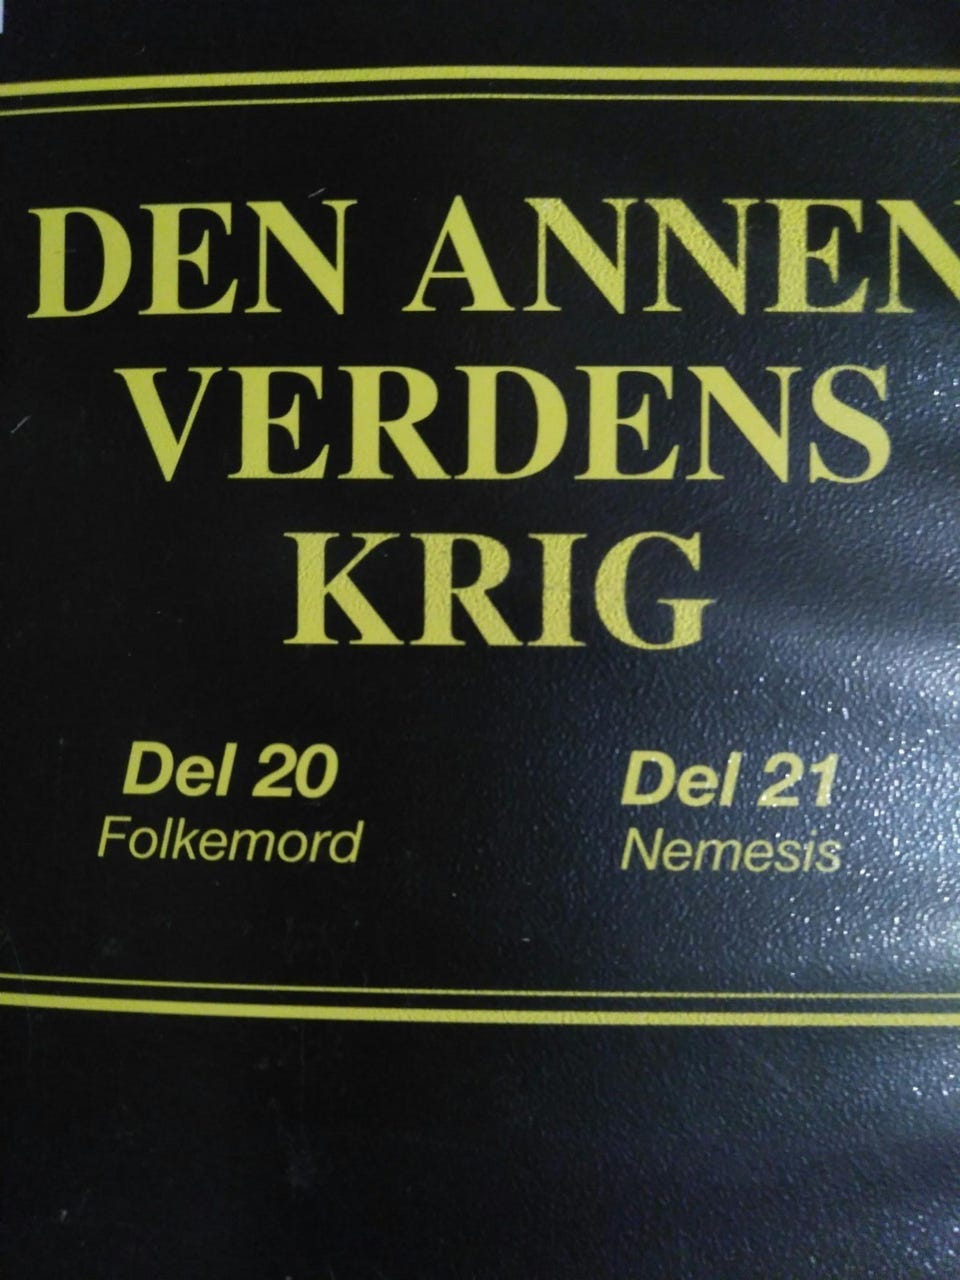 DEN ANNEN
VERDENS
KRIG
Del 20
Folkemord
Del 21
Nemesis